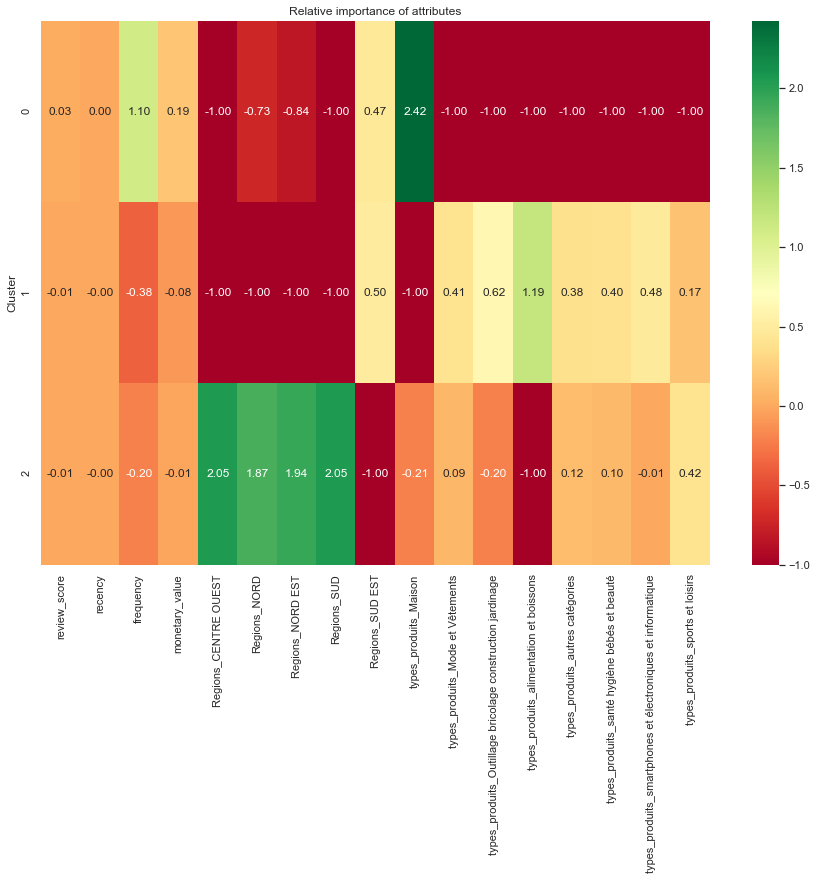 Relative importance of attributes
0.03 0.00 1.10 0.19 -1.00 -0.73 -0.84 -1.00 0.47 2.42 -1.00 -1.00 -1.00 -1.00 -1.00 -1.00 -1.00
0
-0.01 -0.00 -0.38 -0.08 -1.00 -1.00 -1.00 -1.00 0.50 -1.00 0.41 0.62 1.19 0.38 0.40 0.48 0.17
1
Cluster
-0.01 -0.00 -0.20 -0.01 2.05 1.87 1.94 2.05 -1.00 -0.21 0.09 -0.20 -1.00 0.12 0.10 -0.01 0.42
2
review_score
recency
frequency
monetary_value
Regions_CENTRE OUEST
Regions_NORD
Regions_NORD EST
Regions_SUD
Regions_SUD EST
types_produits_Maison
types_produits_Mode et Vêtements
types_produits_Outillage bricolage construction jardinage
types_produits_alimentation et boissons
types_produits_autres catégories
types_produits_santé hygiène bébés et beauté
types_produits_smartphones et électroniques et informatique
types_produits_sports et loisirs
2.0
1.5
1.0
0.5
0.0
−0.5
−1.0